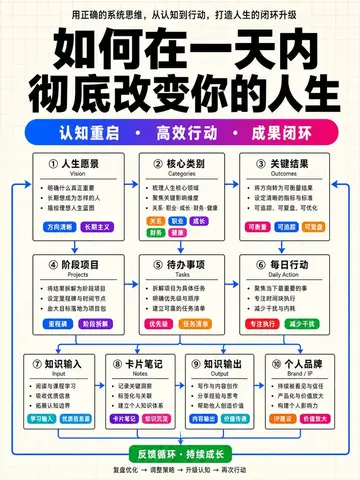 用正确的系统思维，从认知到行动，打造人生的闭环升级
如何在一天内
彻底改变你的人生
认知重启 · 高效行动 · 成果闭环
① 人生愿景
Vision
• 明确什么真正重要
• 长期想成为怎样的人
• 描绘理想人生蓝图
方向清晰 长期主义
② 核心类别
Categories
• 梳理人生核心领域
• 聚焦关键影响维度
• 关系·职业·成长·财务·健康
关系 职业 成长
财务 健康
③ 关键结果
Outcomes
• 将方向转为可衡量结果
• 设定清晰的指标与标准
• 可追踪、可复盘、可优化
可衡量 可追踪 可复盘
④ 阶段项目
Projects
• 将结果拆解为阶段项目
• 设定里程碑与时间节点
• 由大目标落地为项目包
里程碑 阶段拆解
⑤ 待办事项
Tasks
• 拆解项目为具体任务
• 明确优先级与顺序
• 建立可靠的任务清单
优先级 任务清单
⑥ 每日行动
Daily Action
• 聚焦当下最重要的事
• 专注时间块执行
• 减少干扰与内耗
专注执行 减少干扰
⑦ 知识输入
Input
• 阅读与课程学习
• 吸收优质信息
• 拓展认知边界
学习输入 优质信息源
⑧ 卡片笔记
Notes
• 记录关键洞察
• 标签化与关联
• 建立个人知识体系
卡片笔记 知识沉淀
⑨ 知识输出
Output
• 写作与内容创作
• 分享经验与思考
• 帮助他人创造价值
内容输出 价值传递
⑩ 个人品牌
Brand / IP
• 持续被看见与信任
• 产品化与价值放大
• 构建个人影响力
IP建设 价值放大
反馈循环 · 持续成长
复盘优化 → 调整策略 → 升级认知 → 再次行动